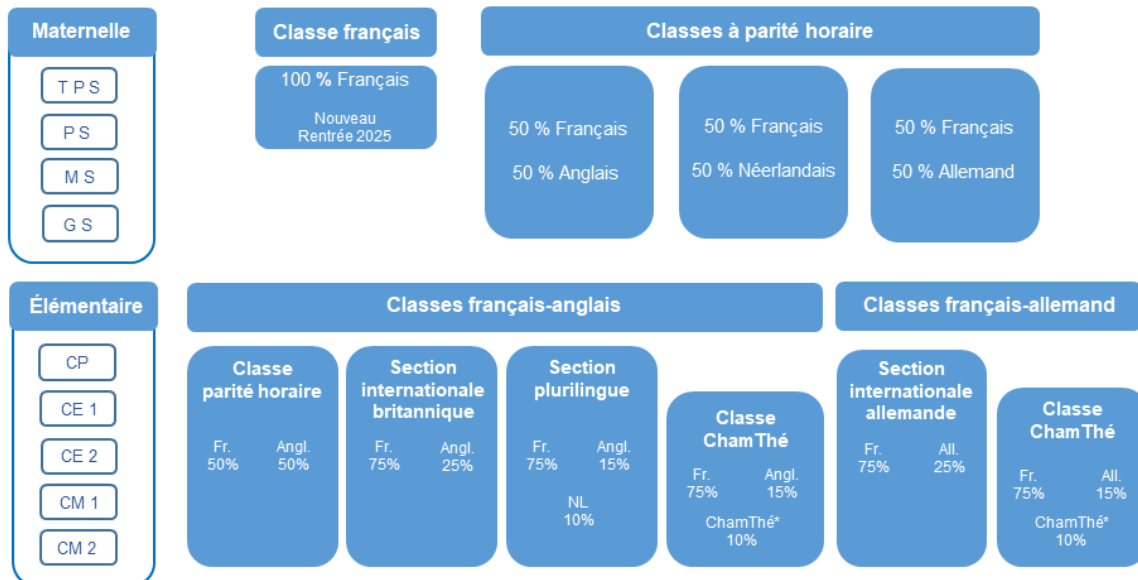 Maternelle
T P S
P S
M S
G S
Classe français
100 % Français
Nouveau
Rentrée 2025
Classes à parité horaire
50 % Français
50 % Anglais
50 % Français
50 % Néerlandais
50 % Français
50 % Allemand
Élémentaire
CP
CE 1
CE 2
CM 1
CM 2
Classes français-anglais
Classe
parité horaire
Fr. Angl.
50% 50%
Section
internationale
britannique
Fr. Angl.
75% 25%
Section
plurilingue
Fr. Angl.
75% 15%
NL
10%
Classe
ChamThé
Fr. Angl.
75% 15%
ChamThé*
10%
Classes français-allemand
Section
internationale
allemande
Fr. All.
75% 25%
Classe
ChamThé
Fr. All.
75% 15%
ChamThé*
10%